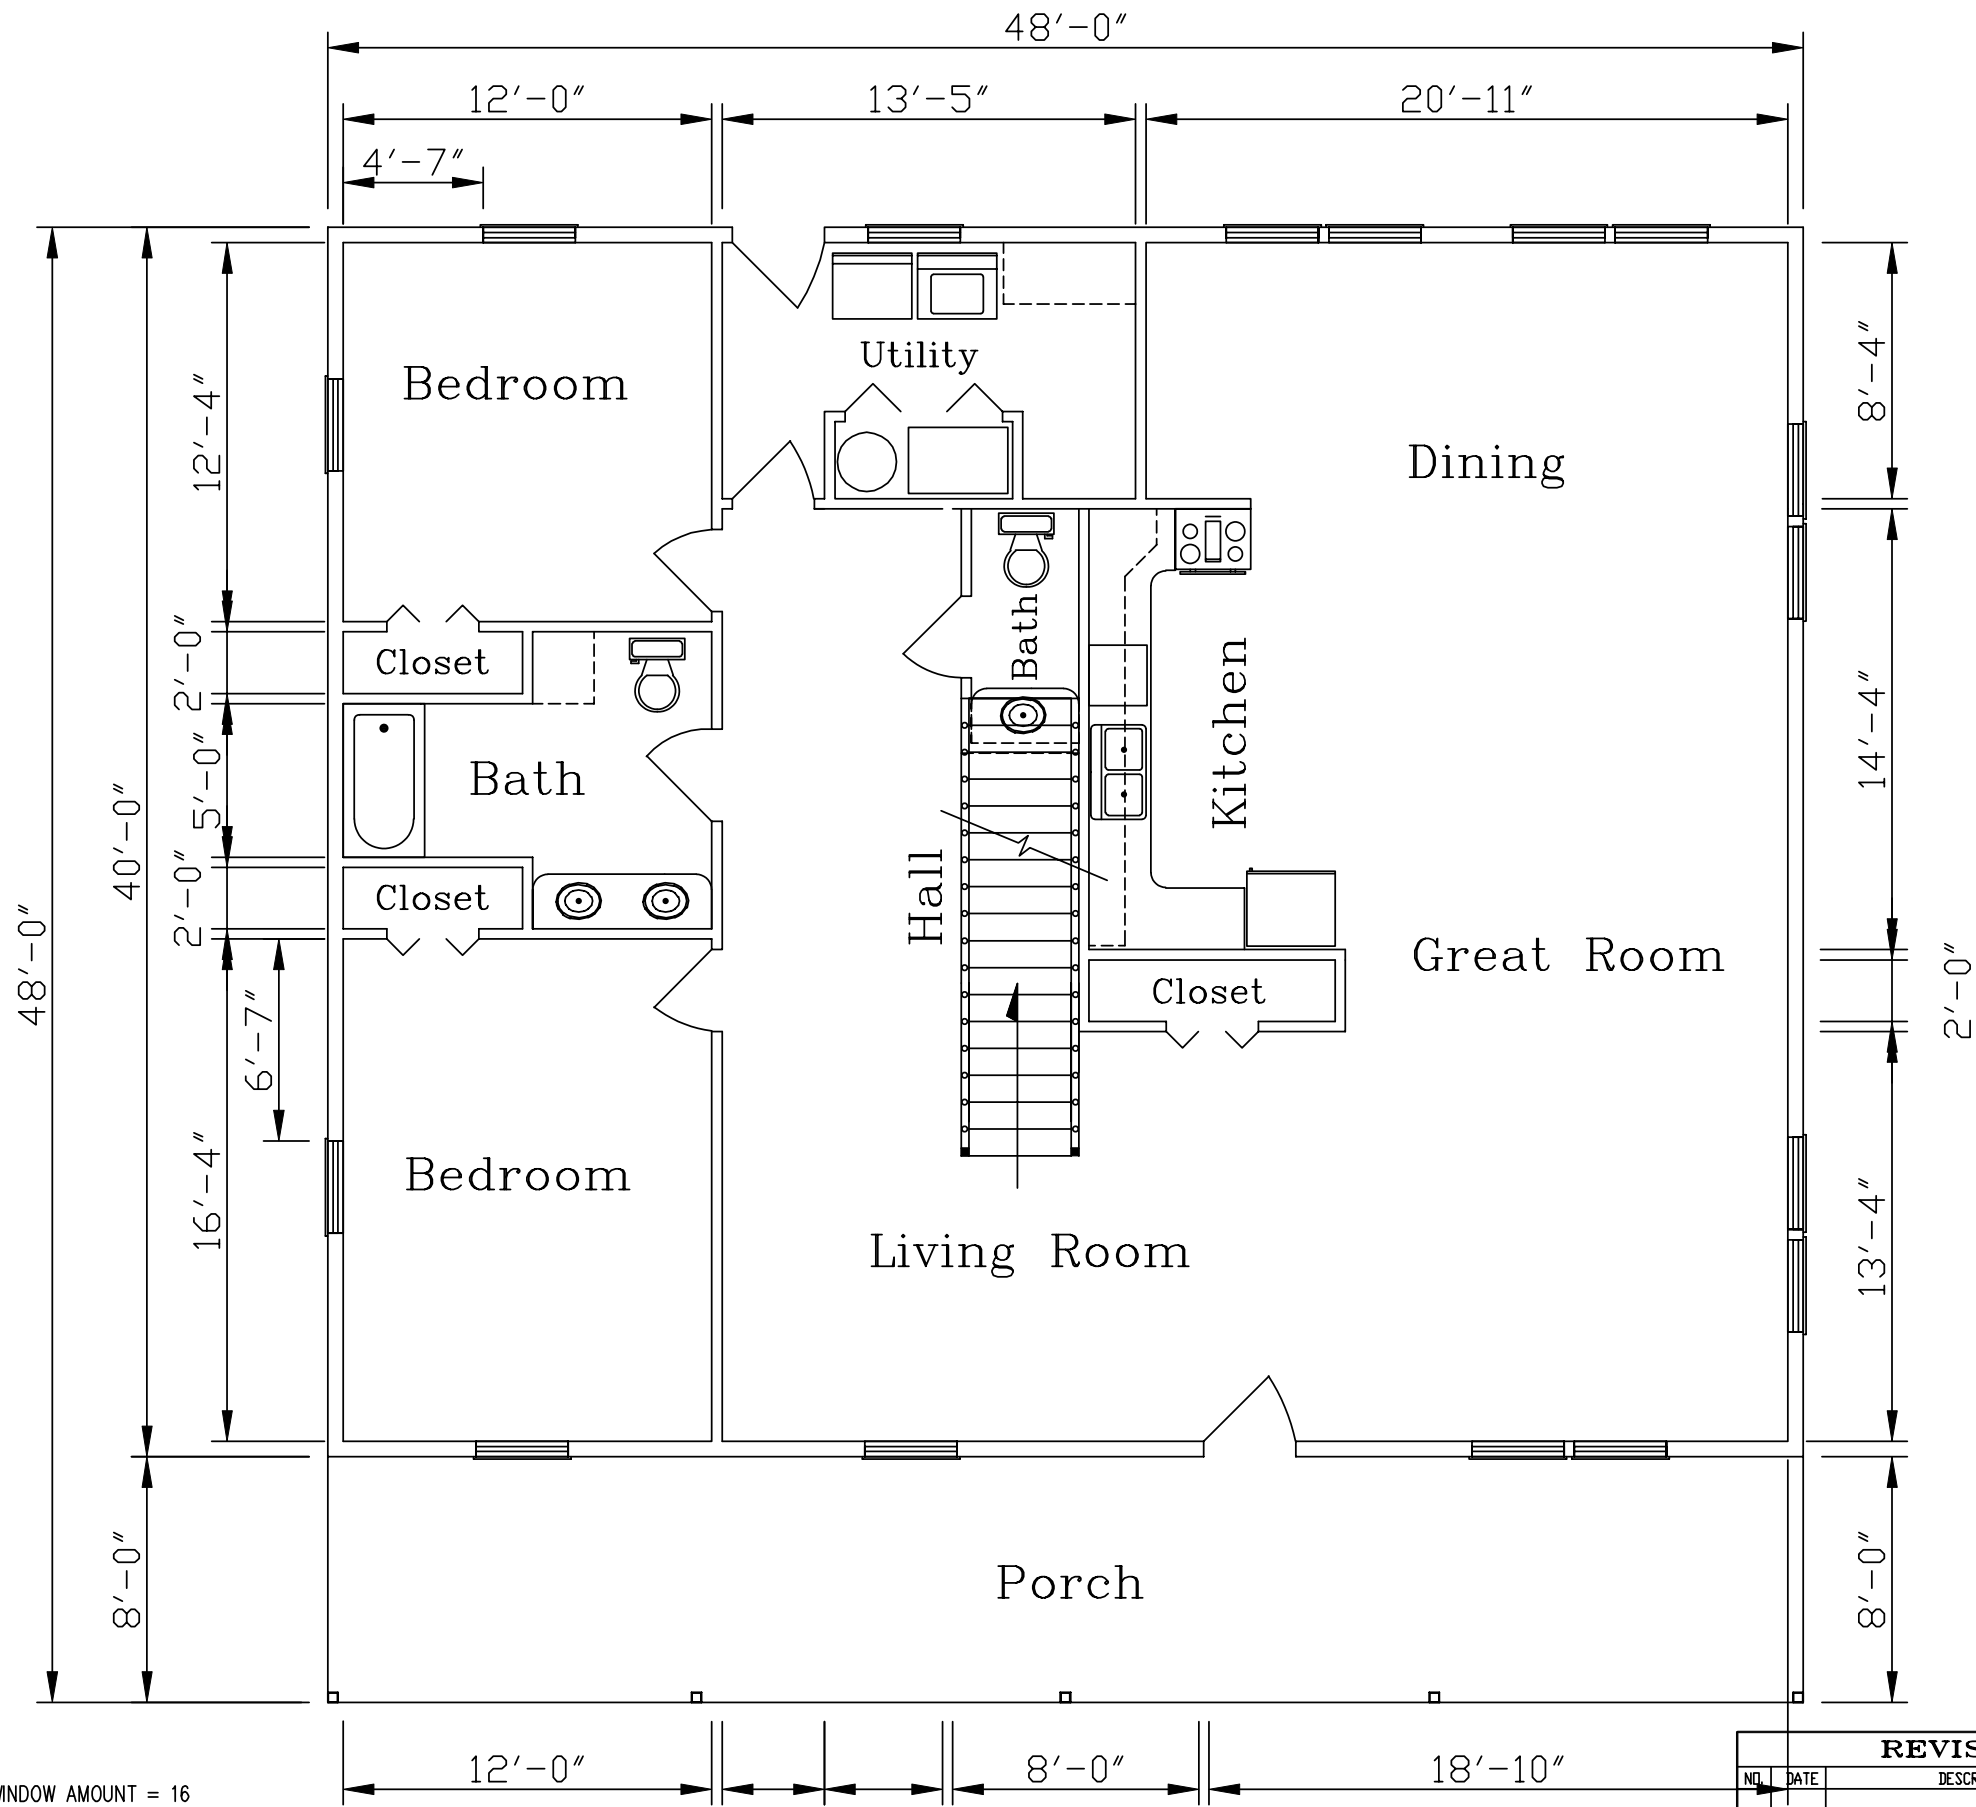 48'-0"
12'-0" 13'-5" 20'-11"
4'-7"
Utility
Bedroom
12'-4"
8'-4"
Dining
2'-0"
Closet
Bath
Kitchen
14'-4"
5'-0"
Bath
40'-0"
2'-0"
Closet
Hall
48'-0"
Great Room
Closet
2'-0"
6'-7"
16'-4"
Bedroom
13'-4"
Living Room
8'-0"
Porch
8'-0"
REVIS
12'-0" 8'-0" 18'-10"
NO. DATE DESCR
INDOW AMOUNT = 16